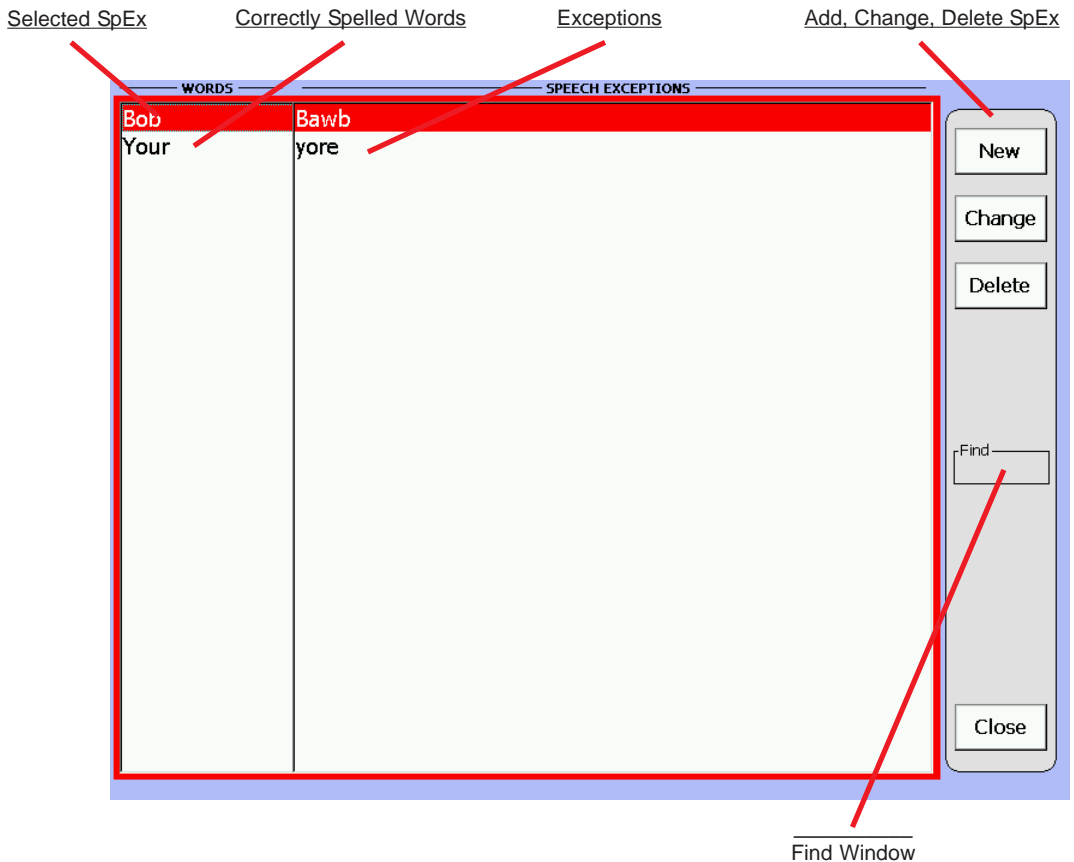 Selected SpEx Correctly Spelled Words Exceptions Add, Change, Delete SpEx
WORDS SPEECH EXCEPTIONS
Bob Bawb
Your yore
New
Change
Delete
Find
Close
Find Window